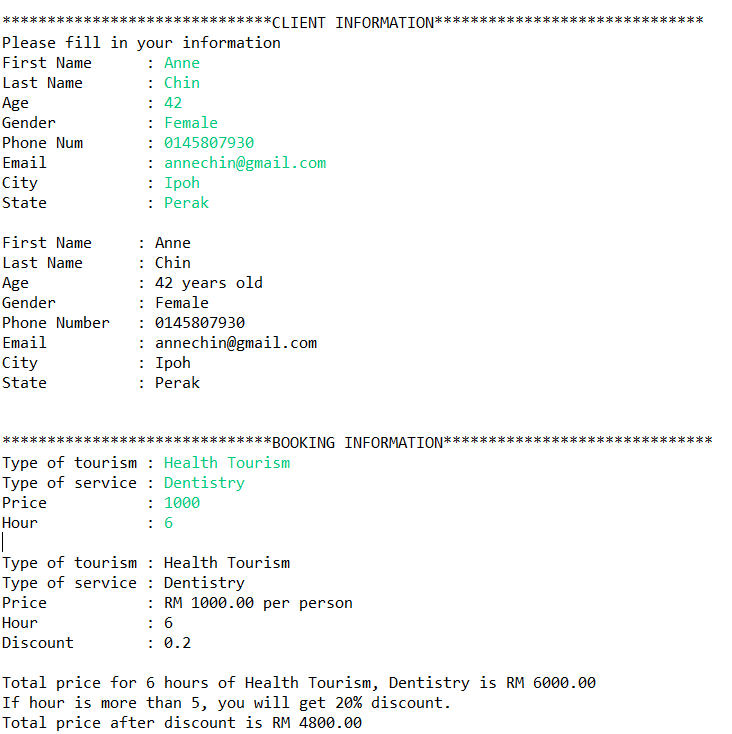 ******************************CLIENT INFORMATION******************************
Please fill in your information
First Name      : Anne
Last Name       : Chin
Age             : 42
Gender          : Female
Phone Num       : 0145807930
Email           : annechin@gmail.com
City            : Ipoh
State           : Perak

First Name     : Anne
Last Name      : Chin
Age            : 42 years old
Gender         : Female
Phone Number   : 0145807930
Email          : annechin@gmail.com
City           : Ipoh
State          : Perak

******************************BOOKING INFORMATION******************************
Type of tourism : Health Tourism
Type of service : Dentistry
Price           : 1000
Hour            : 6

Type of tourism : Health Tourism
Type of service : Dentistry
Price           : RM 1000.00 per person
Hour            : 6
Discount        : 0.2

Total price for 6 hours of Health Tourism, Dentistry is RM 6000.00
If hour is more than 5, you will get 20% discount.
Total price after discount is RM 4800.00